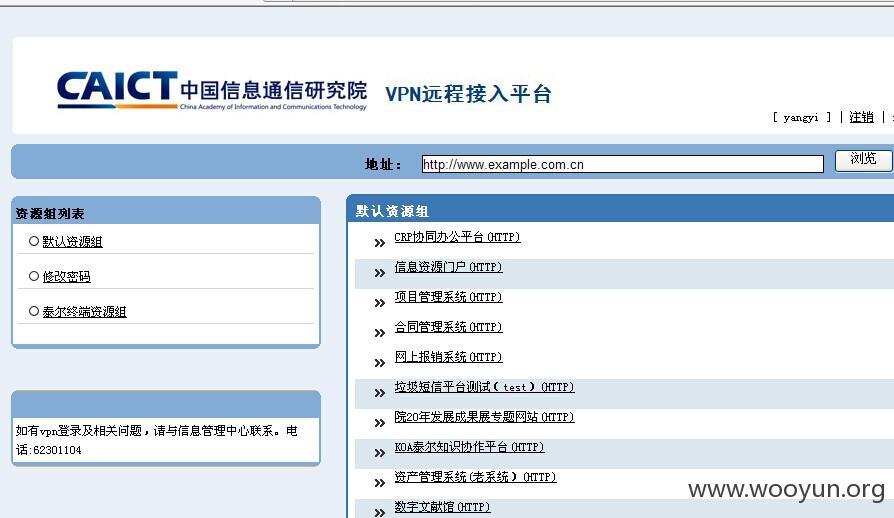 CAICT 中国信息通信研究院 VPN远程接入平台
China Academy of Information and Communications Technology
[ yangyi ] | 注销 |
地址： http://www.example.com.cn 浏览
资源组列表
默认资源组
修改密码
泰尔终端资源组
如有vpn登录及相关问题，请与信息管理中心联系。电
话:62301104
默认资源组
CRP协同办公平台(HTTP)
信息资源门户(HTTP)
项目管理系统(HTTP)
合同管理系统(HTTP)
网上报销系统(HTTP)
垃圾短信平台测试（test）(HTTP)
院20年发展成果展专题网站(HTTP)
KOA泰尔知识协作平台(HTTP)
资产管理系统(老系统）(HTTP)
数字文献馆(HTTP)
www.wooyun.org